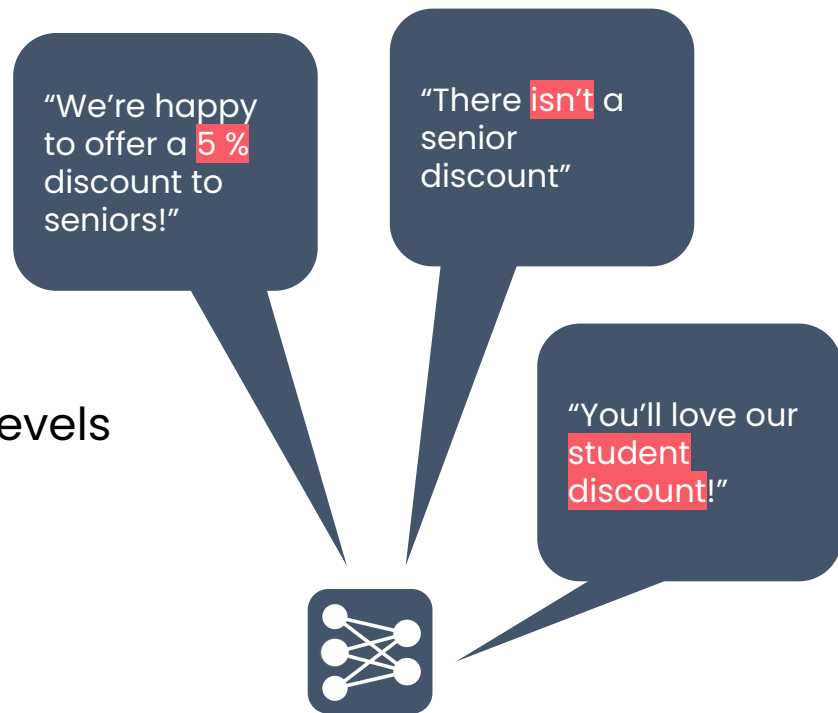 “We’re happy
to offer a 5 %
discount to
seniors!”
“There isn’t a
senior
discount”
evels
“You’ll love our
student
discount!”